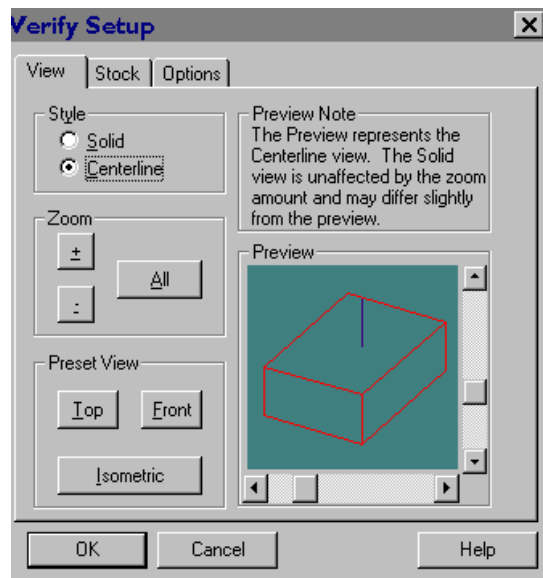 Verify Setup
View
Stock
Options
Style
Solid
Centerline
Preview Note
The Preview represents the
Centerline view. The Solid
view is unaffected by the zoom
amount and may differ slightly
from the preview.
Zoom
+
All
-
Preview
Preset View
Top
Front
Isometric
OK
Cancel
Help